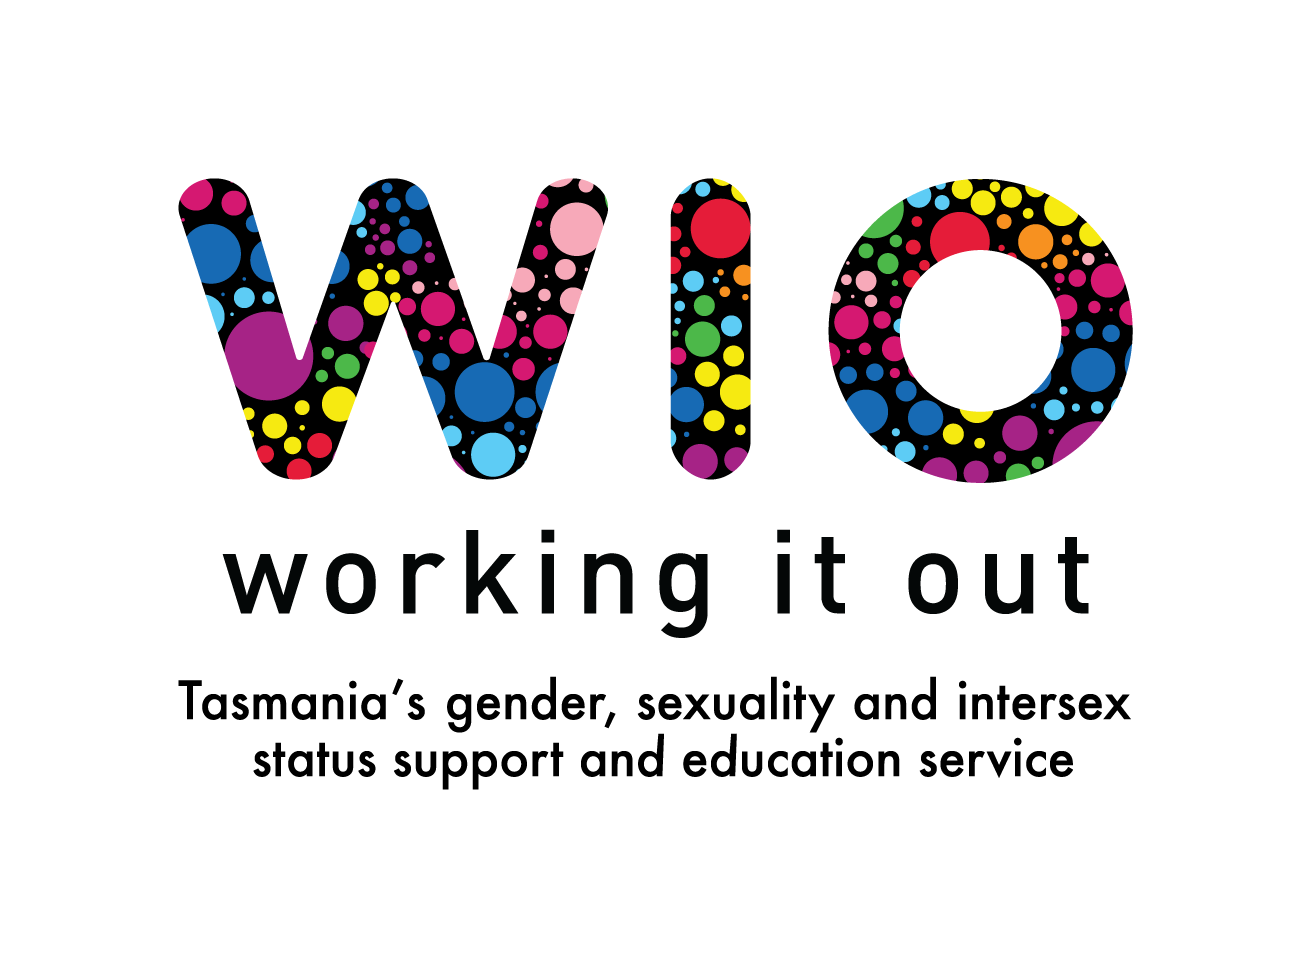 WIO
working it out
Tasmania's gender, sexuality and intersex
status support and education service